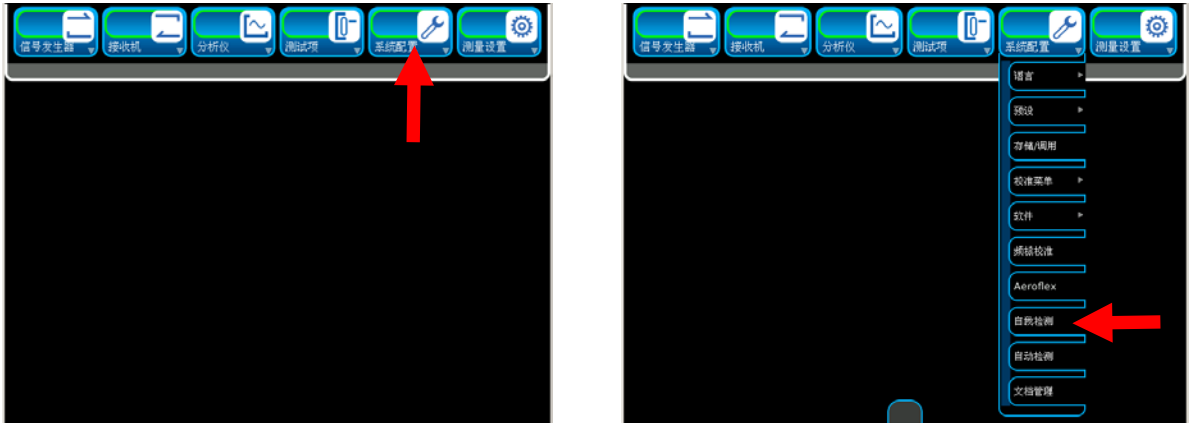 信号发生器
接收机
分析仪
测试项
系统配置
测量设置
信号发生器
接收机
分析仪
测试项
系统配置
测量设置
语言
预设
存储/调用
校准菜单
软件
频标校准
Aeroflex
自我检测
自动检测
文档管理